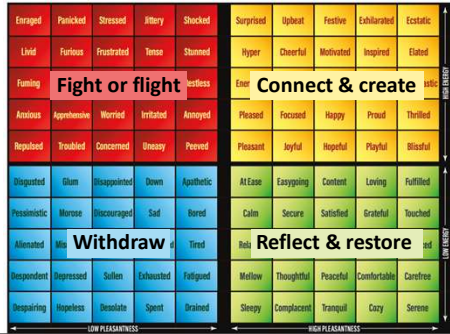 Enraged Panicked Stressed Jittery Shocked
Livid Furious Frustrated Tense Stunned
Fuming
Fight or flight
Anxious Apprehensive Worried Irritated Annoyed
Repulsed Troubled Concerned Uneasy Peeved
Surprised Upbeat Festive Exhilarated Ecstatic
Hyper Cheerful Motivated Inspired Elated
Connect & create
Pleased Focused Happy Proud Thrilled
Pleasant Joyful Hopeful Playful Blissful
HIGH ENERGY
Disgusted Glum Disappointed Down Apathetic
Pessimistic Morose Discouraged Sad Bored
Alienated Tired
Withdraw
Despondent Depressed Sullen Exhausted Fatigued
Despairing Hopeless Desolate Spent Drained
At Ease Easygoing Content Loving Fulfilled
Calm Secure Satisfied Grateful Touched
Reflect & restore
Mellow Thoughtful Peaceful Comfortable Carefree
Sleepy Complacent Tranquil Cozy Serene
LOW ENERGY
LOW PLEASANTNESS
HIGH PLEASANTNESS